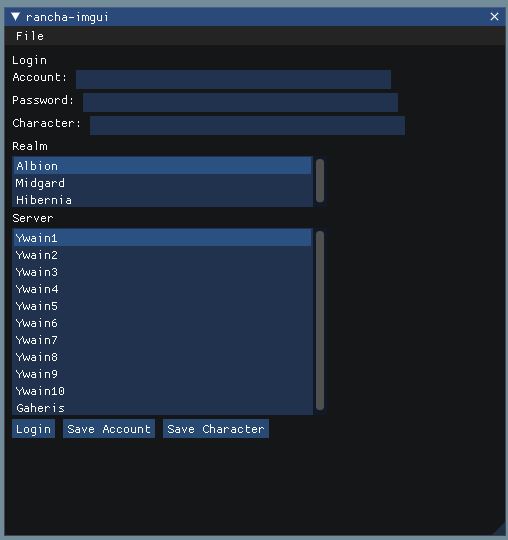 rancha-imgui
File
Login
Account:
Password:
Character:
Realm
Albion
Midgard
Hibernia
Server
Ywain1
Ywain2
Ywain3
Ywain4
Ywain5
Ywain6
Ywain7
Ywain8
Ywain9
Ywain10
Gaheris
Login Save Account Save Character